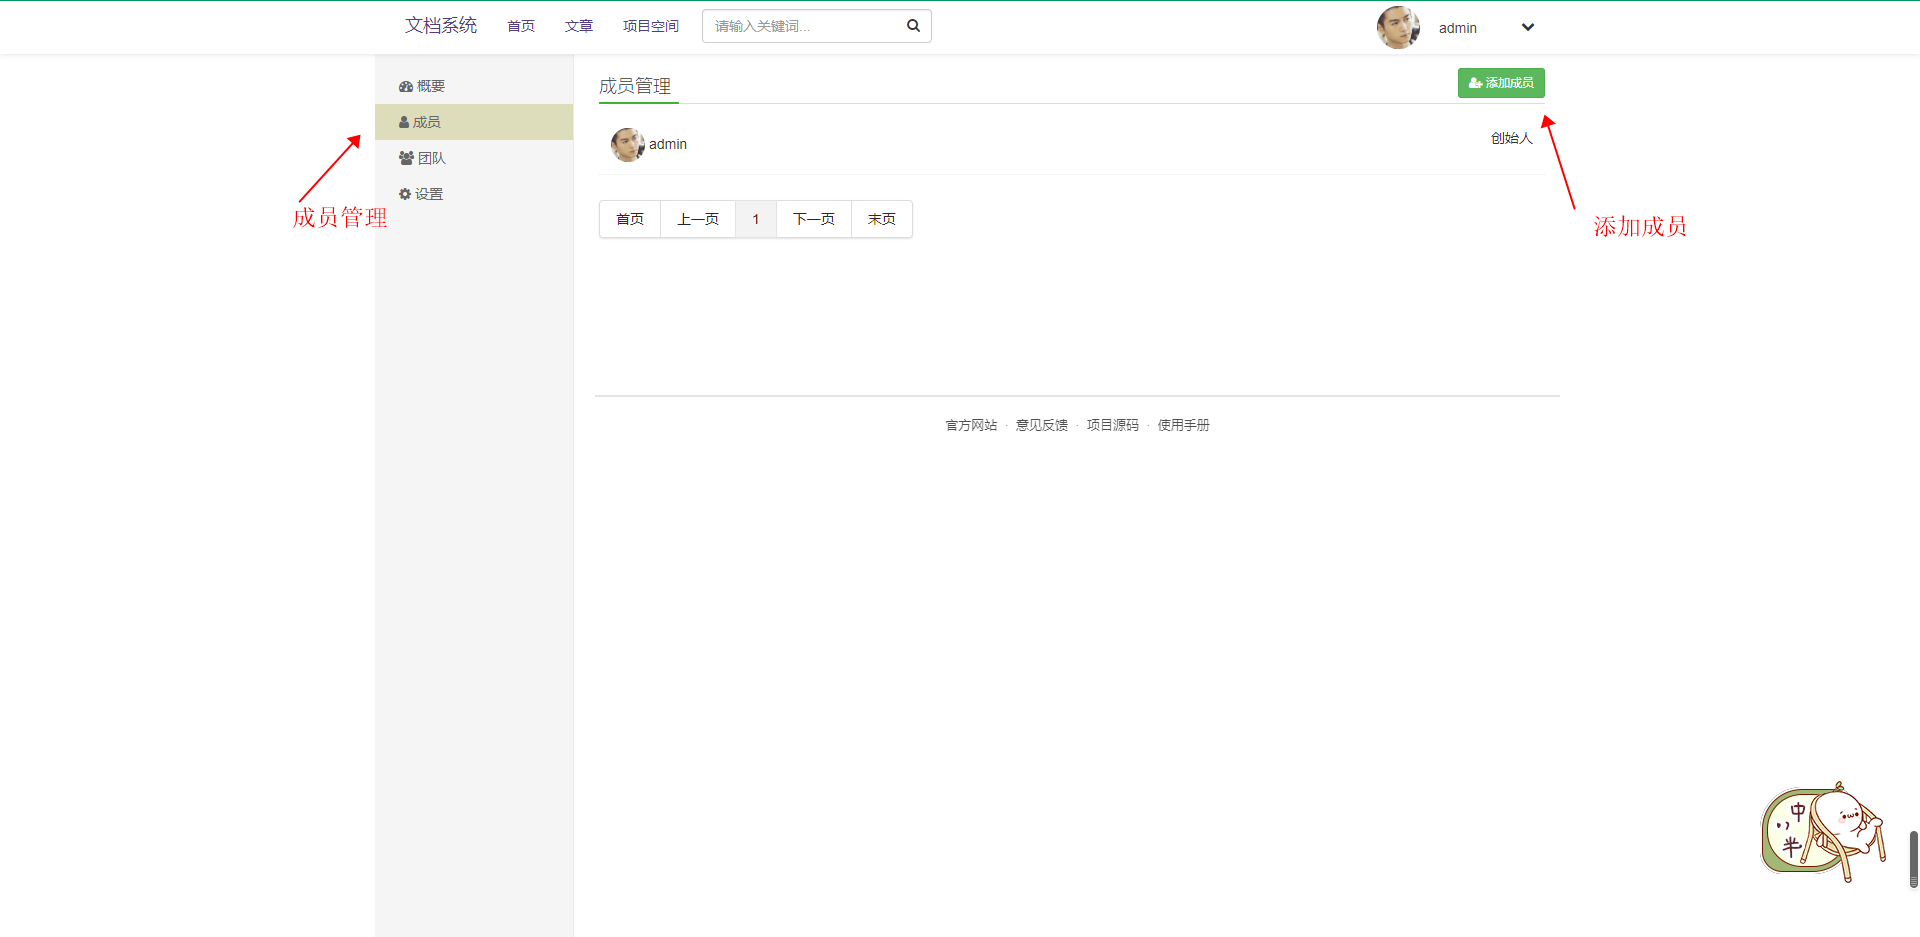 文档系统 首页 文章 项目空间 请输入关键词... admin
概要
成员
团队
设置
成员管理
成员管理 添加成员
admin 创始人
首页 上一页 1 下一页 末页
添加成员
官方网站 · 意见反馈 · 项目源码 · 使用手册
中
半